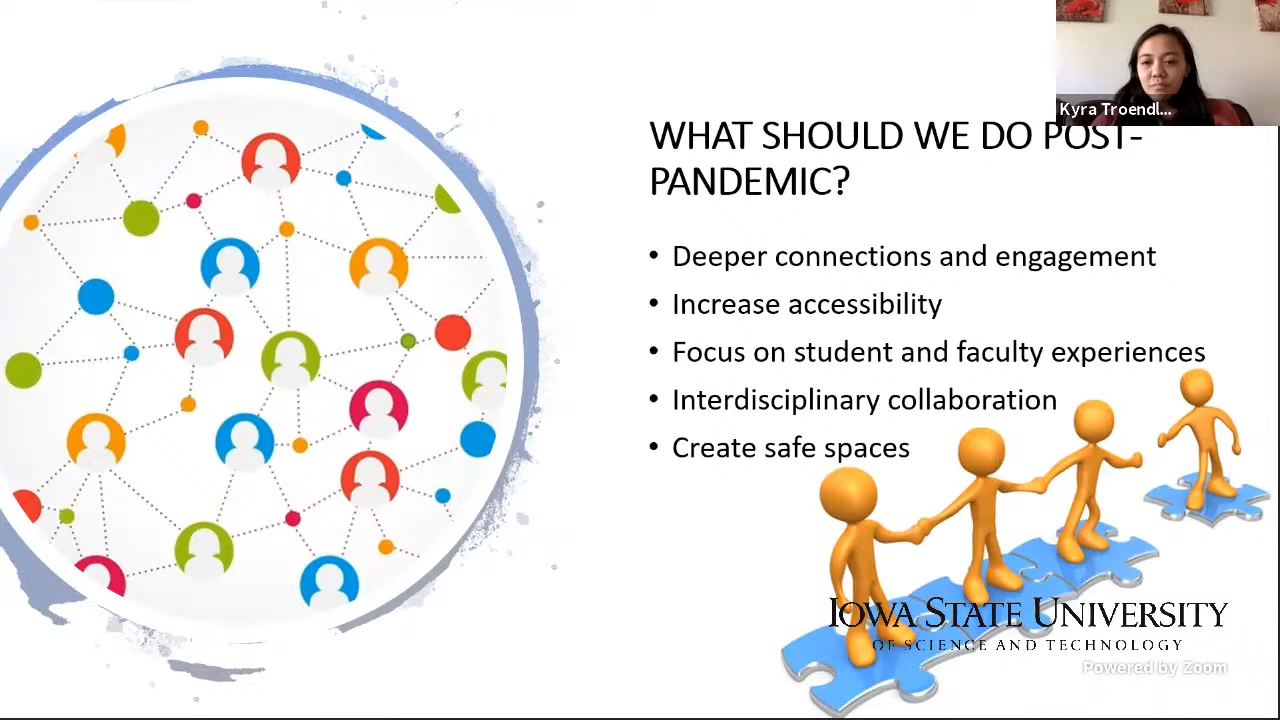 Kyra Troendl...
WHAT SHOULD WE DO POST-
PANDEMIC?
• Deeper connections and engagement
• Increase accessibility
• Focus on student and faculty experiences
• Interdisciplinary collaboration
• Create safe spaces
IOWA STATE UNIVERSITY
OF SCIENCE AND TECHNOLOGY
Powered by Zoom